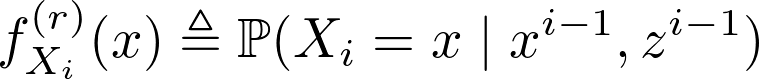 $f_{X_i}^{(r)}(x) \triangleq \mathbb{P}(X_i = x \mid x^{i-1}, z^{i-1})$